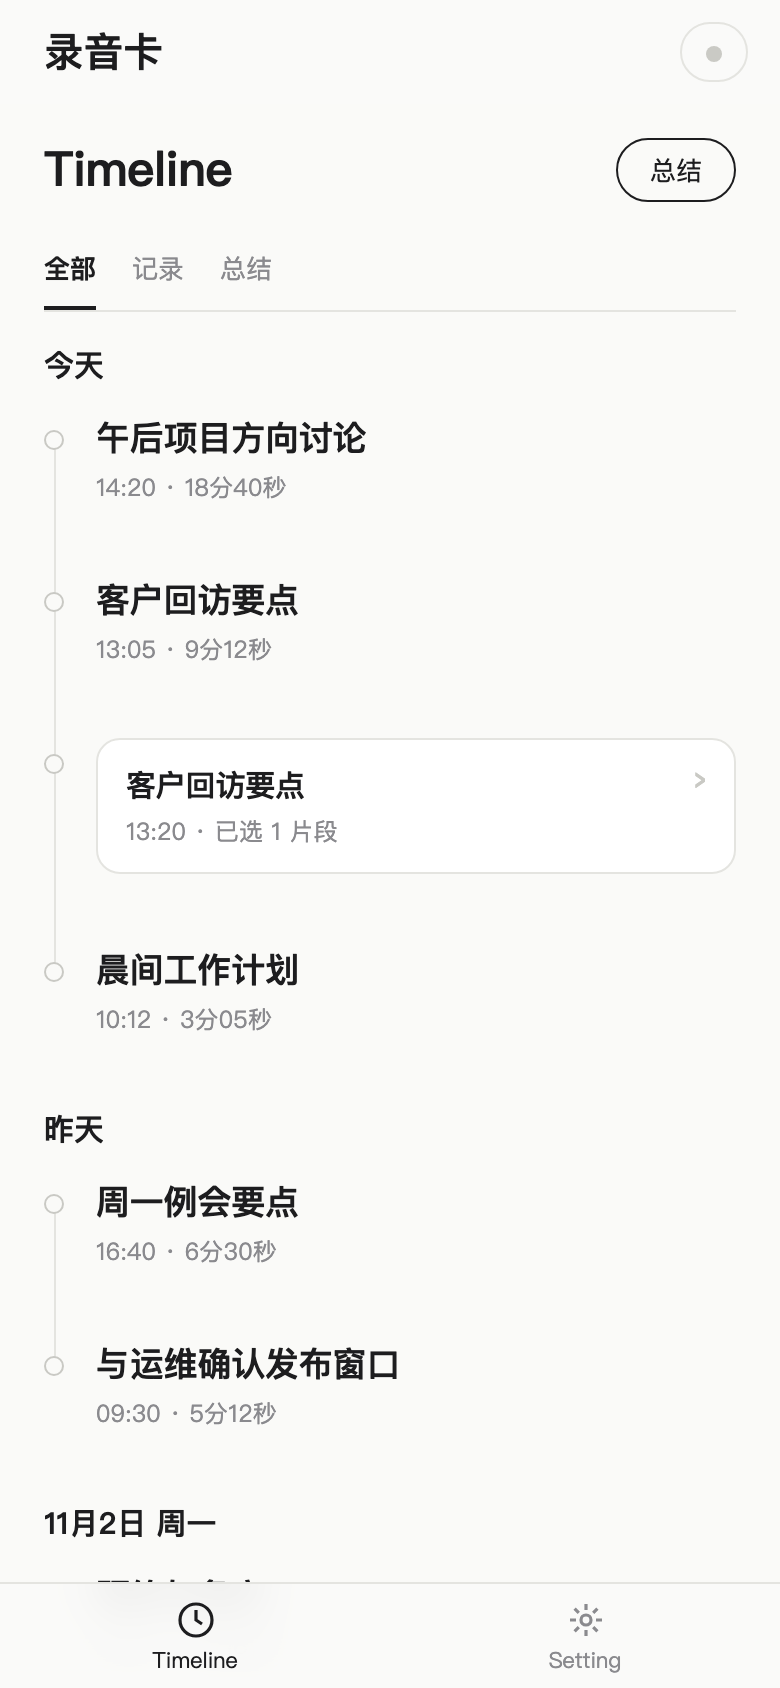 录音卡
Timeline
总结
全部 记录 总结
今天
午后项目方向讨论
14:20 · 18分40秒
客户回访要点
13:05 · 9分12秒
客户回访要点
13:20 · 已选 1 片段
晨间工作计划
10:12 · 3分05秒
昨天
周一例会要点
16:40 · 6分30秒
与运维确认发布窗口
09:30 · 5分12秒
11月2日 周一
Timeline
Setting